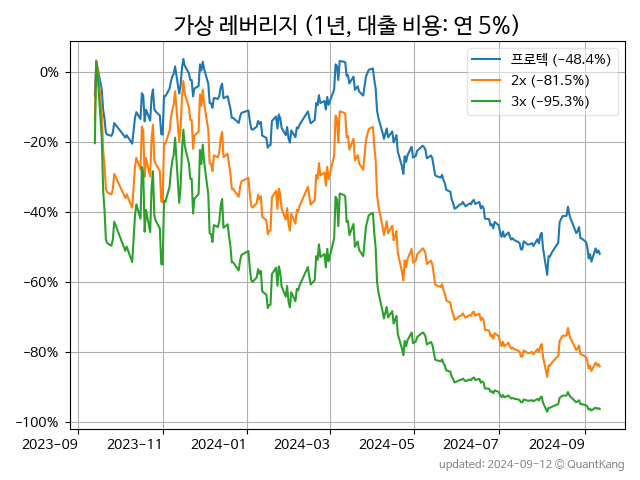 가상 레버리지 (1년, 대출 비용: 연 5%)
프로텍 (-48.4%)
2x (-81.5%)
3x (-95.3%)
0%
-20%
-40%
-60%
-80%
-100%
2023-09 2023-11 2024-01 2024-03 2024-05 2024-07 2024-09
updated: 2024-09-12 © QuantKang